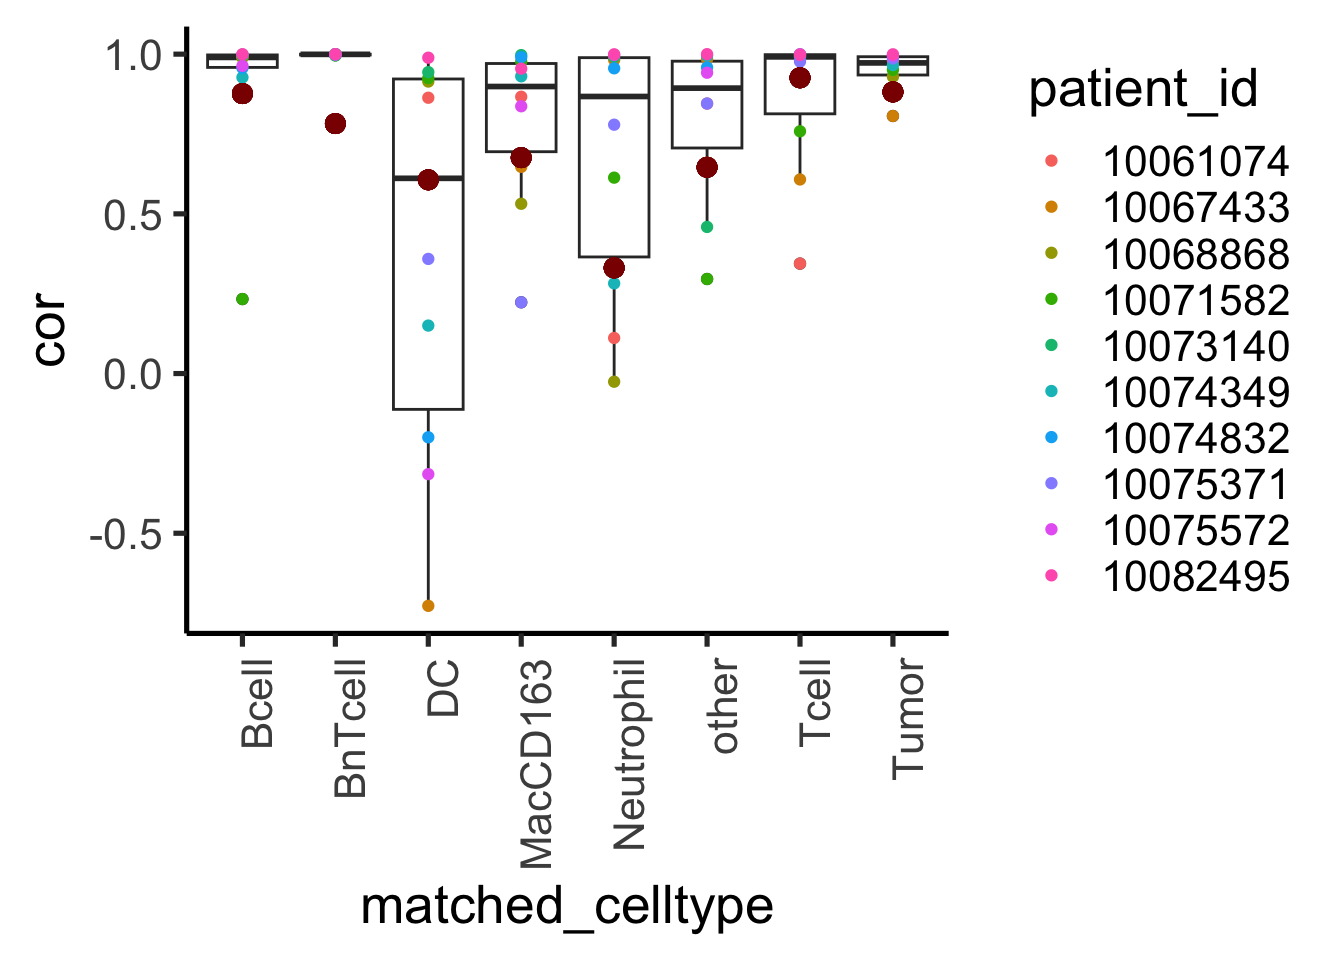 1.0
0.5
0.0
-0.5
cor
Bcell
BnTcell
DC
MacCD163
Neutrophil
other
Tcell
Tumor
matched_celltype
patient_id
10061074
10067433
10068868
10071582
10073140
10074349
10074832
10075371
10075572
10082495